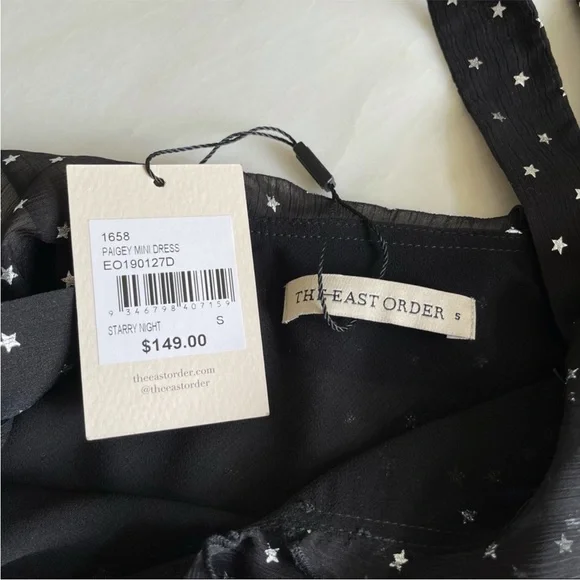 1658
PAIGEY MINI DRESS
EO190127D
9 346798 407159
STARRY NIGHT S
$149.00
theeastorder.com
@theeastorder
THE EAST ORDER S